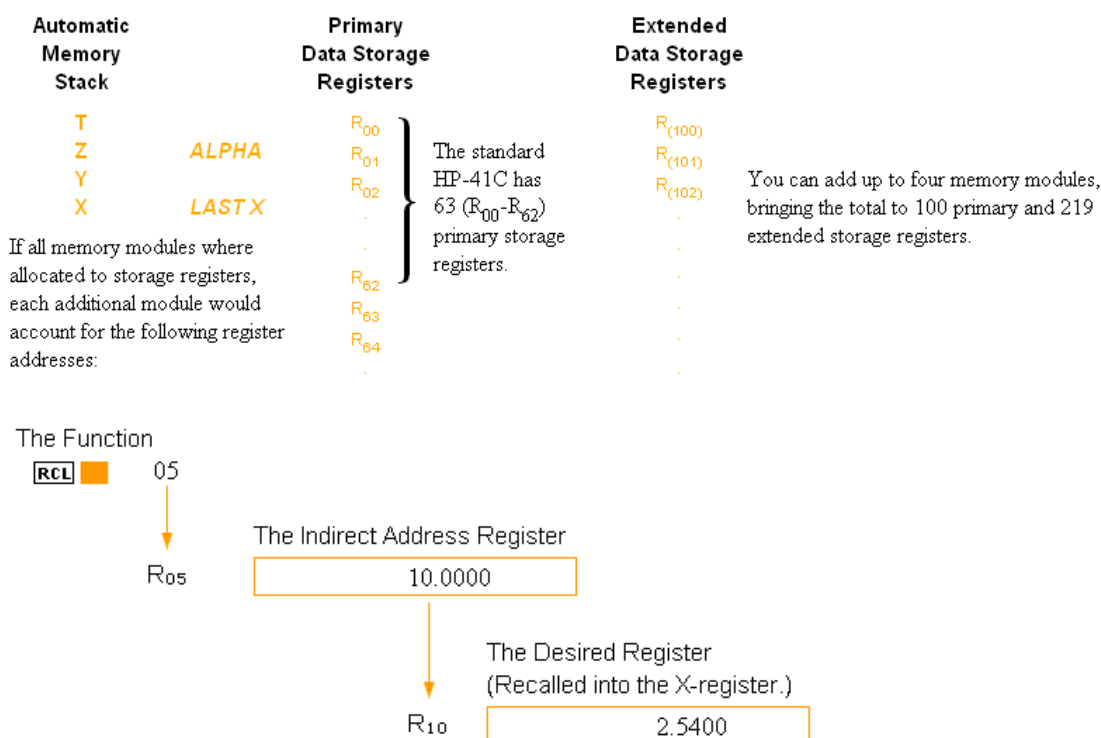 Automatic
Memory
Stack
T
Z ALPHA
Y
X LAST X
If all memory modules where
allocated to storage registers,
each additional module would
account for the following register
addresses:
Primary
Data Storage
Registers
R00
R01
R02
.
.
R62
R63
R64
.
The standard
HP-41C has
63 (R00-R62)
primary storage
registers.
Extended
Data Storage
Registers
R(100)
R(101)
R(102)
.
.
.
.
.
.
You can add up to four memory modules,
bringing the total to 100 primary and 219
extended storage registers.
The Function
RCL 05
The Indirect Address Register
R05 10.0000
The Desired Register
(Recalled into the X-register.)
R10 2.5400